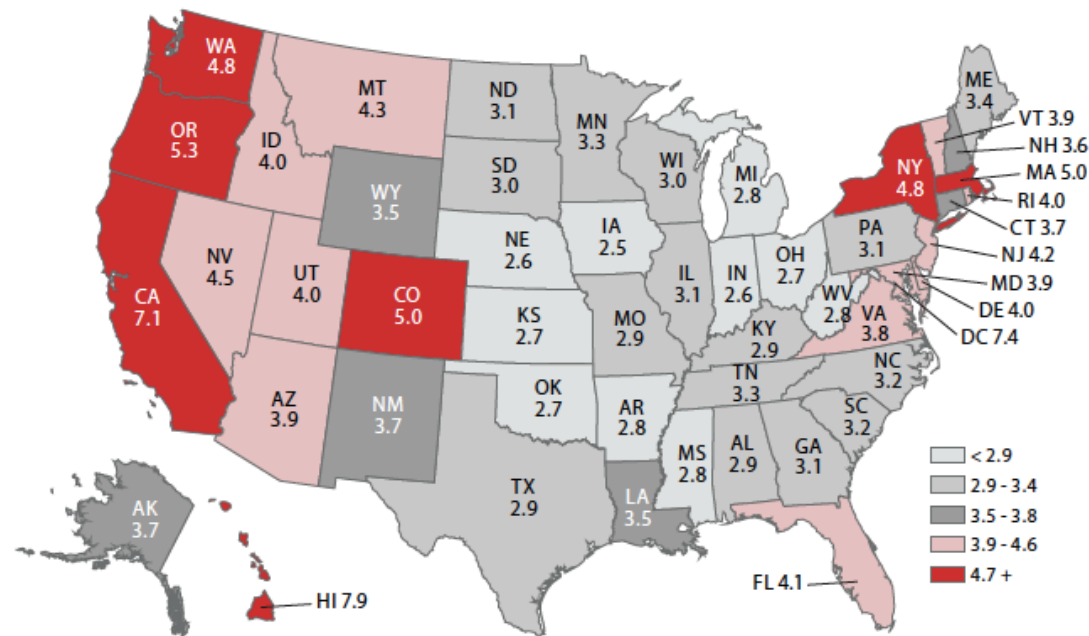 WA
4.8
OR
5.3
CA
7.1
ID
4.0
NV
4.5
MT
4.3
WY
3.5
UT
4.0
CO
5.0
AZ
3.9
NM
3.7
ND
3.1
SD
3.0
NE
2.6
KS
2.7
OK
2.7
TX
2.9
MN
3.3
IA
2.5
MO
2.9
AR
2.8
LA
3.5
WI
3.0
IL
3.1
MI
2.8
IN
2.6
OH
2.7
KY
2.9
TN
3.3
MS
2.8
AL
2.9
GA
3.1
WV
2.8
VA
3.8
NC
3.2
SC
3.2
PA
3.1
NY
4.8
ME
3.4
VT 3.9
NH 3.6
MA 5.0
RI 4.0
CT 3.7
NJ 4.2
MD 3.9
DE 4.0
DC 7.4
FL 4.1
AK
3.7
HI 7.9
< 2.9
2.9 - 3.4
3.5 - 3.8
3.9 - 4.6
4.7 +